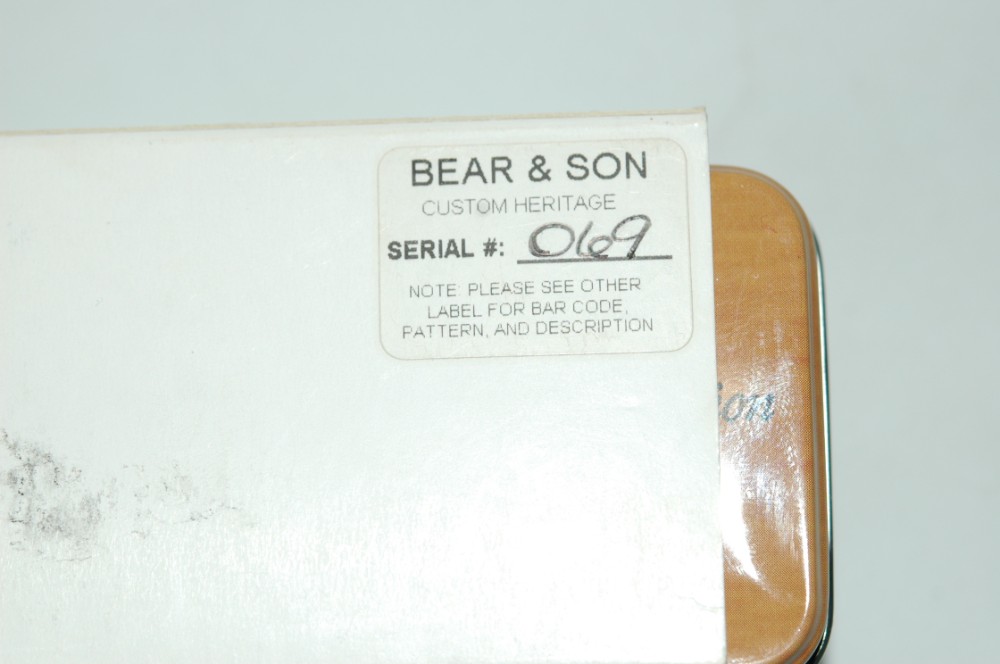 BEAR & SON
CUSTOM HERITAGE
SERIAL #: 069
NOTE: PLEASE SEE OTHER
LABEL FOR BAR CODE,
PATTERN, AND DESCRIPTION